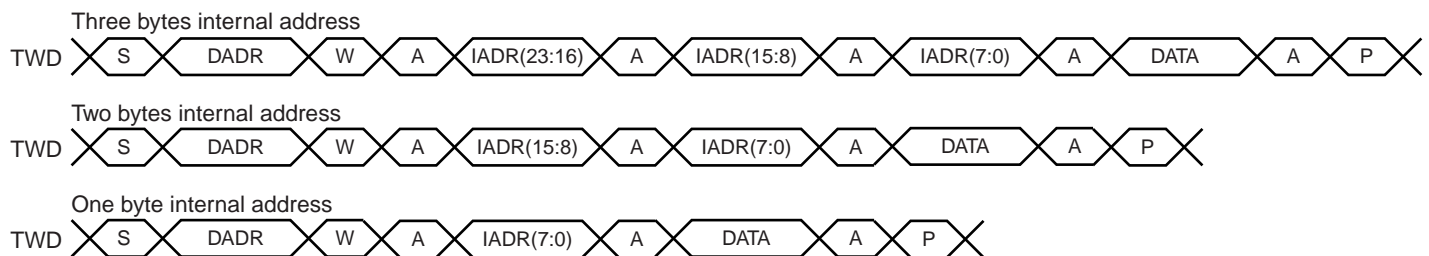 Three bytes internal address
TWD S DADR W A IADR(23:16) A IADR(15:8) A IADR(7:0) A DATA A P
Two bytes internal address
TWD S DADR W A IADR(15:8) A IADR(7:0) A DATA A P
One byte internal address
TWD S DADR W A IADR(7:0) A DATA A P